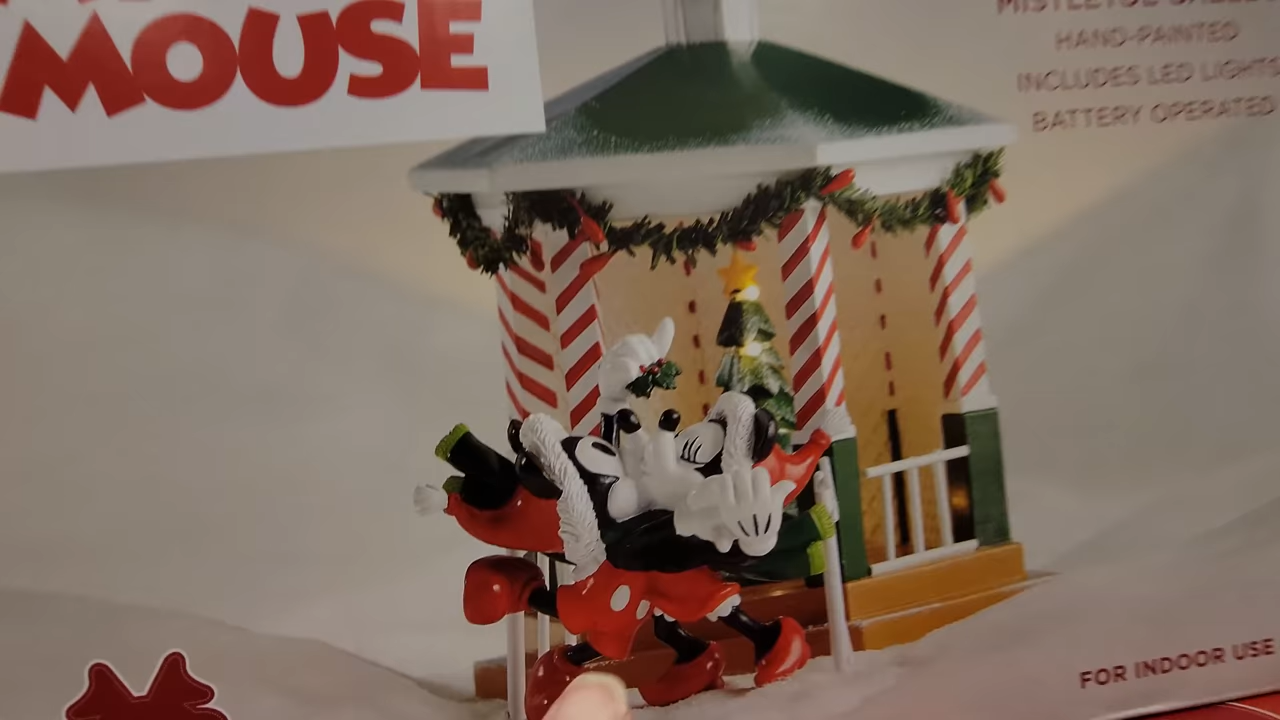 MOUSE
HAND-PAINTED
INCLUDES LED LIGHTS
BATTERY OPERATED
FOR INDOOR USE